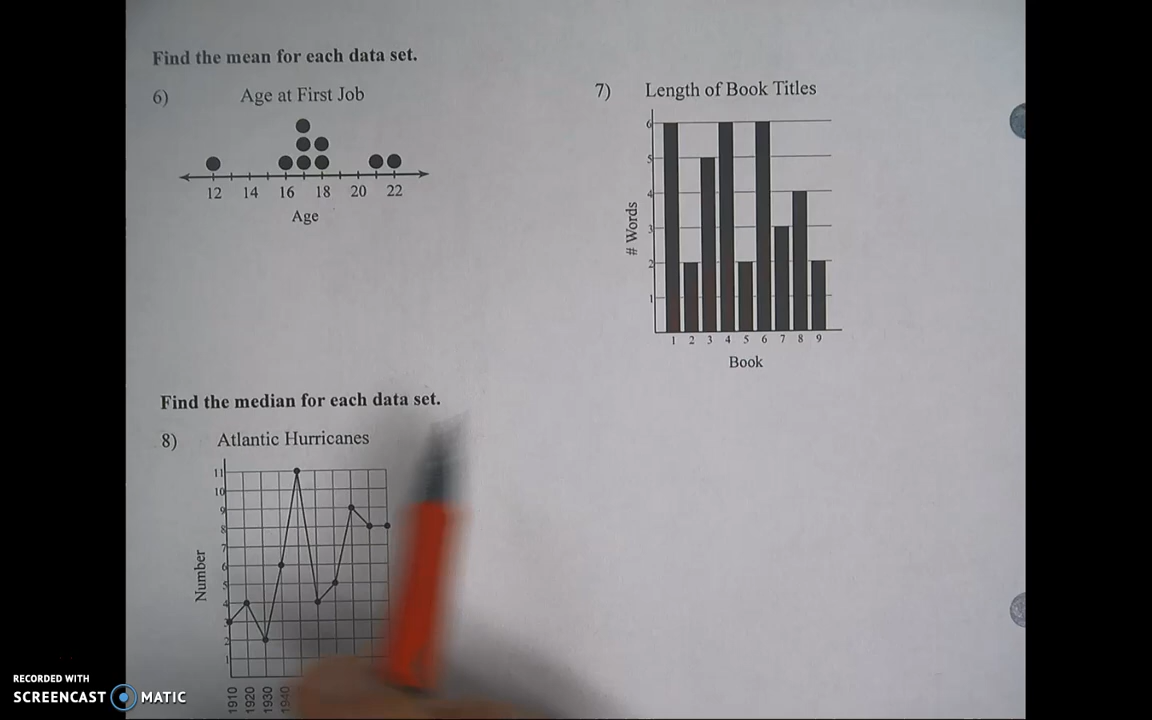 Find the mean for each data set.
6) Age at First Job
12 14 16 18 20 22
Age
7) Length of Book Titles
6
5
4
3
2
1
# Words
1 2 3 4 5 6 7 8 9
Book
Find the median for each data set.
8) Atlantic Hurricanes
11
10
9
8
7
6
5
4
3
2
1
Number
1910 1920 1930 1940
RECORDED WITH
SCREENCAST MATIC